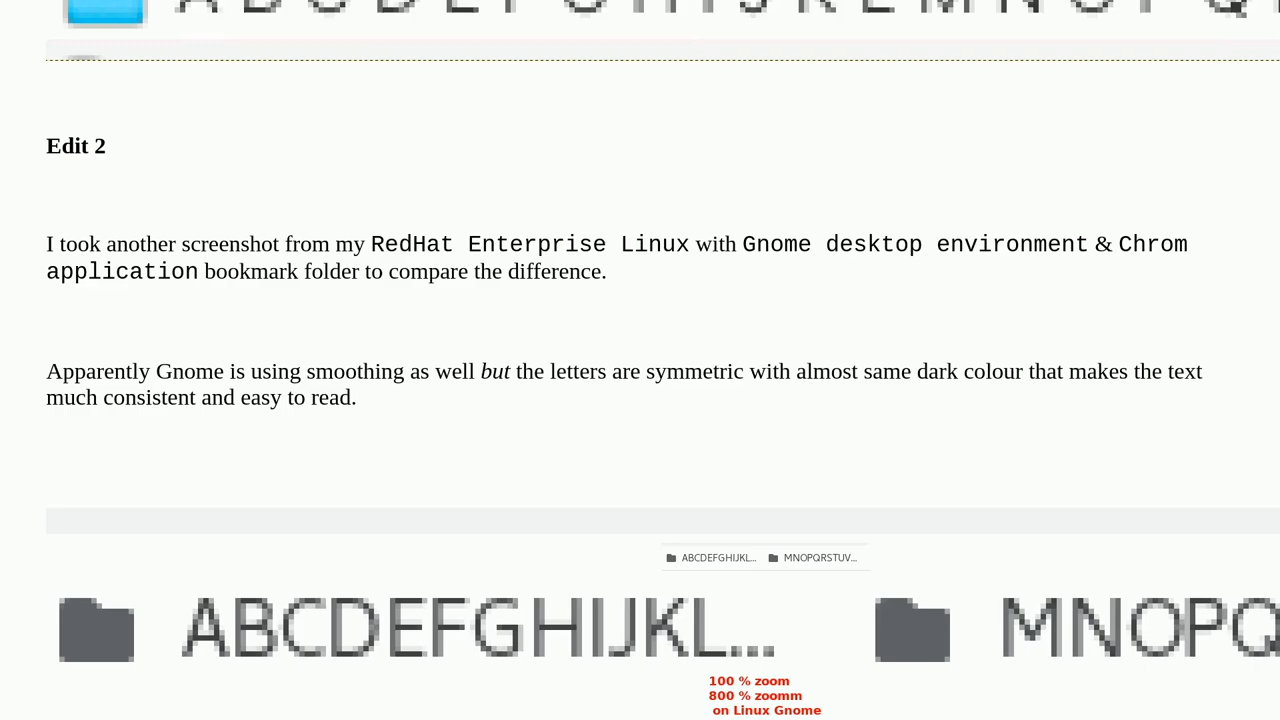 A B C D E F G H I J K L M N O P Q
Edit 2
I took another screenshot from my RedHat Enterprise Linux with Gnome desktop environment & Chrom
application bookmark folder to compare the difference.
Apparently Gnome is using smoothing as well but the letters are symmetric with almost same dark colour that makes the text
much consistent and easy to read.
ABCDEFGHIJKL... MNOPQRSTUV...
ABCDEFGHIJKL... MNOPQ
100 % zoom
800 % zoomm
on Linux Gnome